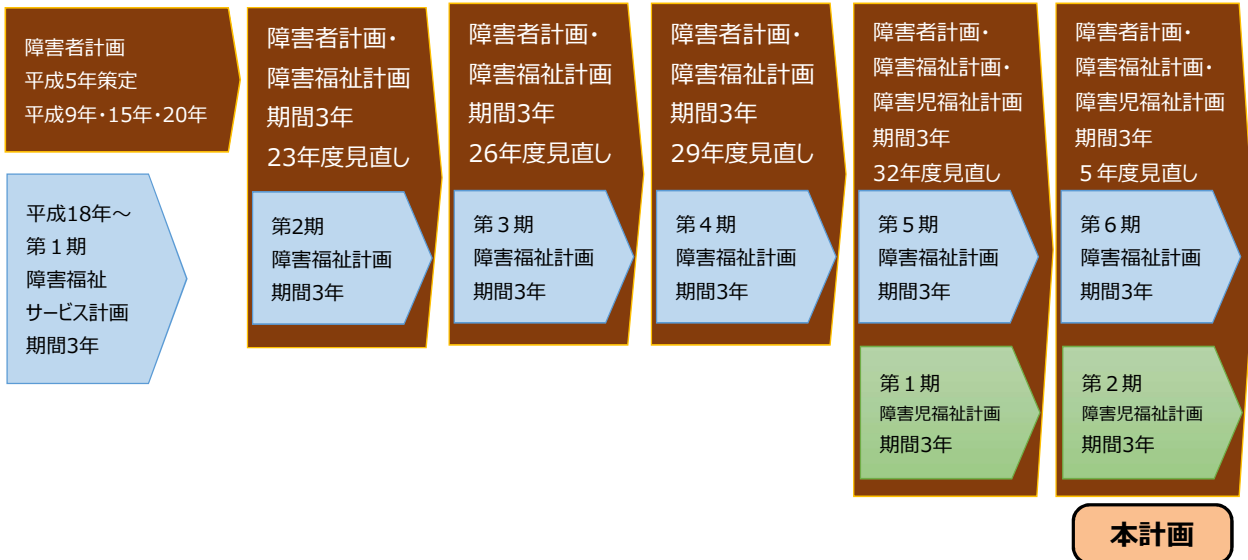 障害者計画
平成5年策定
平成9年・15年・20年
平成18年～
第１期
障害福祉
サービス計画
期間3年
障害者計画・
障害福祉計画
期間3年
23年度見直し
第2期
障害福祉計画
期間3年
障害者計画・
障害福祉計画
期間3年
26年度見直し
第３期
障害福祉計画
期間3年
障害者計画・
障害福祉計画
期間3年
29年度見直し
第４期
障害福祉計画
期間3年
障害者計画・
障害福祉計画・
障害児福祉計画
期間3年
32年度見直し
第５期
障害福祉計画
期間3年
第１期
障害児福祉計画
期間3年
障害者計画・
障害福祉計画・
障害児福祉計画
期間3年
５年度見直し
第６期
障害福祉計画
期間3年
第２期
障害児福祉計画
期間3年
本計画